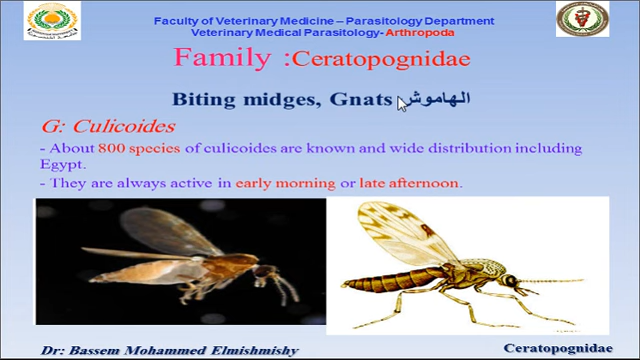 Faculty of Veterinary Medicine – Parasitology Department
Veterinary Medical Parasitology- Arthropoda
Family :Ceratopognidae
Biting midges, Gnats الهاموش
G: Culicoides
- About 800 species of culicoides are known and wide distribution including
Egypt.
- They are always active in early morning or late afternoon.
Dr: Bassem Mohammed Elmishmishy
Ceratopognidae